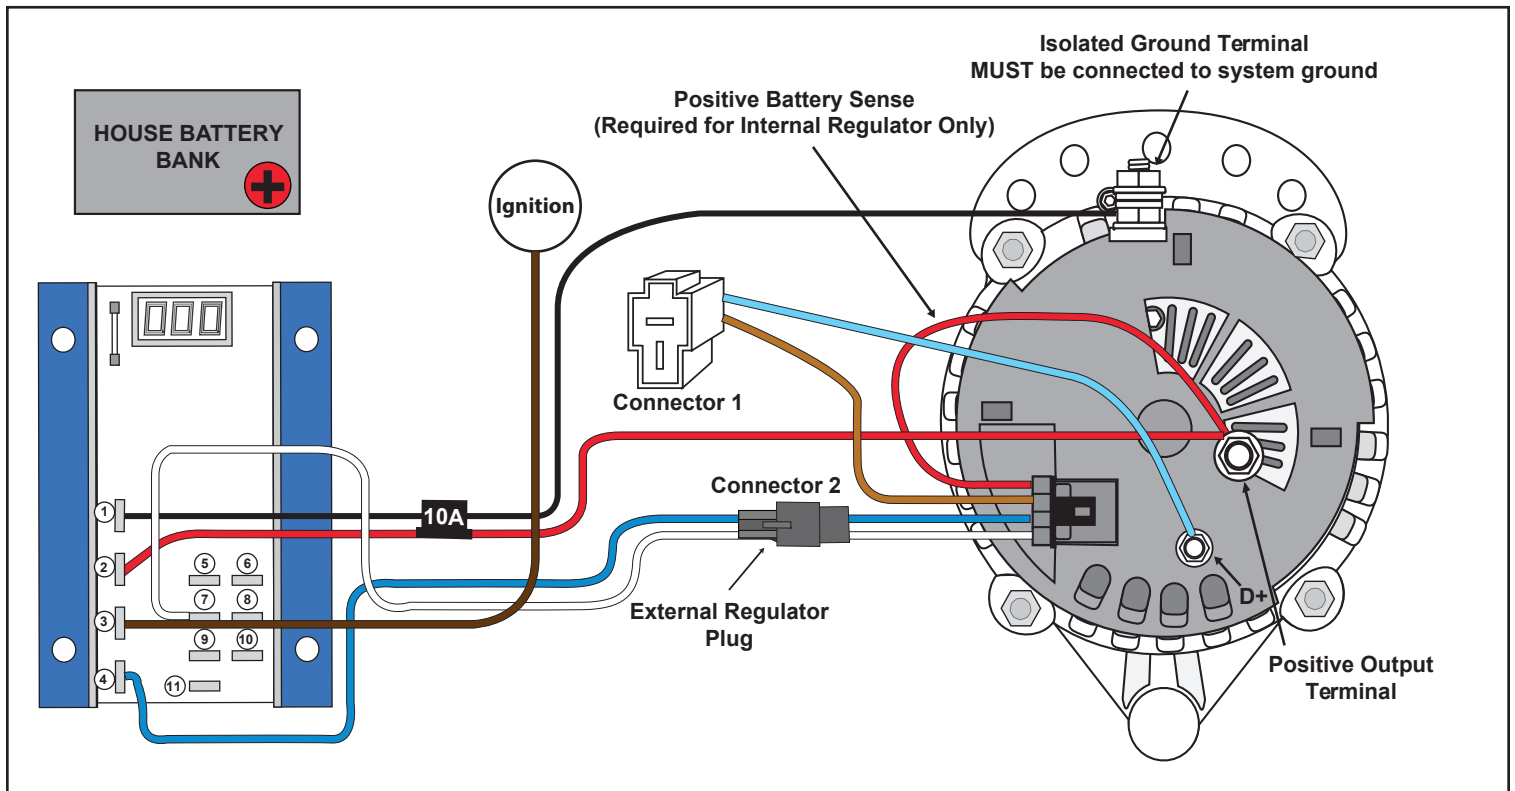 Isolated Ground Terminal
MUST be connected to system ground
Positive Battery Sense
(Required for Internal Regulator Only)
HOUSE BATTERY
BANK
Ignition
000
Connector 1
Connector 2
10A
1
2
3
4
5
6
7
8
9
10
11
External Regulator
Plug
D+
Positive Output
Terminal